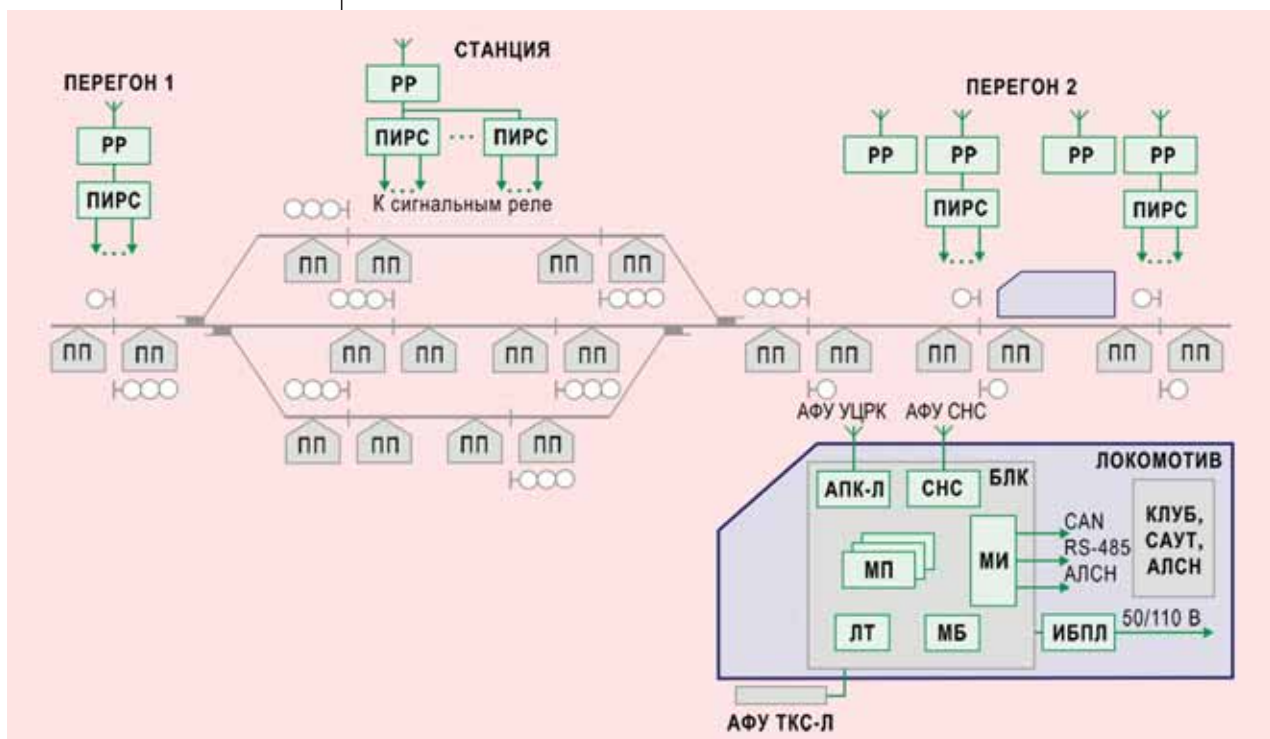 СТАНЦИЯ
ПЕРЕГОН 1
ПЕРЕГОН 2
РР
РР
РР РР РР РР
ПИРС ... ПИРС
ПИРС
ПИРС ПИРС
К сигнальным реле
ПП ПП ПП ПП
ПП ПП ПП ПП ПП ПП ПП ПП ПП ПП ПП ПП
ПП ПП ПП ПП
АФУ УЦРК АФУ СНС
ЛОКОМОТИВ
БЛК
АПК-Л СНС
CAN
RS-485
АЛСН
КЛУБ,
САУТ,
АЛСН
МП
МИ
ЛТ МБ ИБПЛ 50/110 В
АФУ ТКС-Л